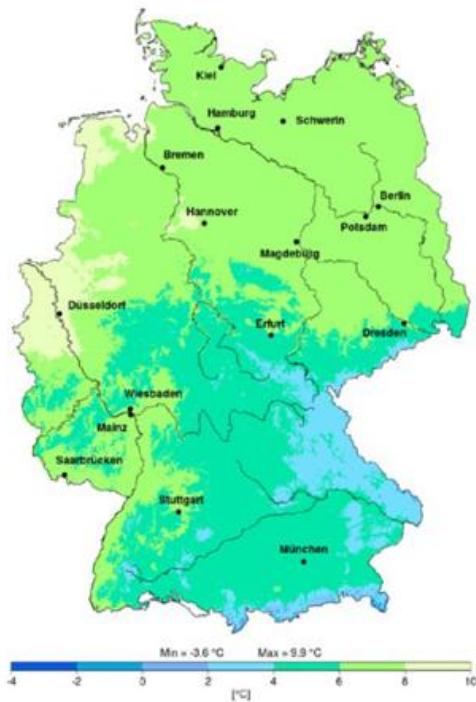 Kiel
Hamburg
Schwerin
Bremen
Berlin
Hannover
Potsdam
Magdeburg
Düsseldorf
Erfurt
Dresden
Wiesbaden
Mainz
Saarbrücken
Stuttgart
München
Min = -3.6 °C Max = 9.9 °C
-4 -2 0 2 4 6 8 10
[°C]